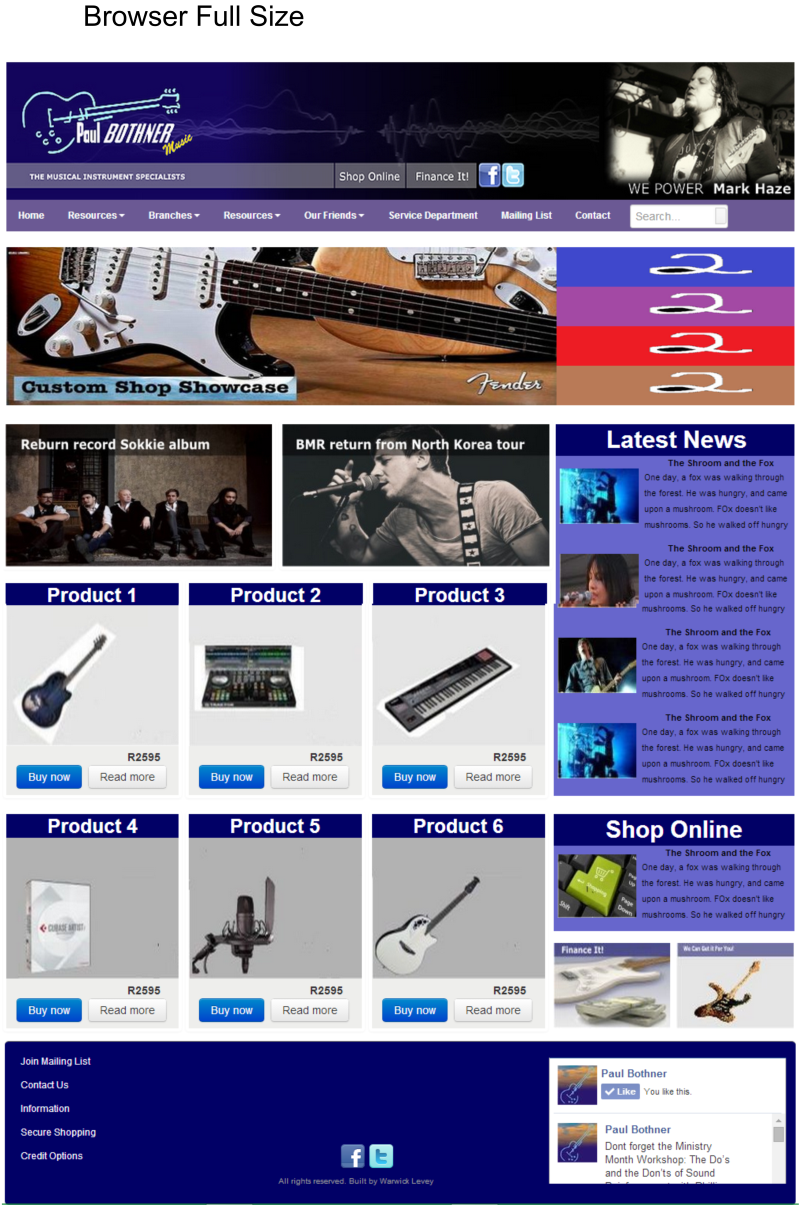 Browser Full Size
Paul BOTHNER
Music
THE MUSICAL INSTRUMENT SPECIALISTS
Shop Online
Finance It!
WE POWER Mark Haze
Home
Resources
Branches
Resources
Our Friends
Service Department
Mailing List
Contact
Search...
Custom Shop Showcase
Fender
2
2
2
2
Reburn record Sokkie album
BMR return from North Korea tour
Latest News
The Shroom and the Fox
One day, a fox was walking through
the forest. He was hungry, and came
upon a mushroom. FOx doesn't like
mushrooms. So he walked off hungry
The Shroom and the Fox
One day, a fox was walking through
the forest. He was hungry, and came
upon a mushroom. FOx doesn't like
mushrooms. So he walked off hungry
The Shroom and the Fox
One day, a fox was walking through
the forest. He was hungry, and came
upon a mushroom. FOx doesn't like
mushrooms. So he walked off hungry
The Shroom and the Fox
One day, a fox was walking through
the forest. He was hungry, and came
upon a mushroom. FOx doesn't like
mushrooms. So he walked off hungry
Product 1
R2595
Buy now
Read more
Product 2
TRAKTOR
R2595
Buy now
Read more
Product 3
R2595
Buy now
Read more
Product 4
CUBASE ARTIST
R2595
Buy now
Read more
Product 5
R2595
Buy now
Read more
Product 6
R2595
Buy now
Read more
Shop Online
The Shroom and the Fox
One day, a fox was walking through
the forest. He was hungry, and came
upon a mushroom. FOx doesn't like
mushrooms. So he walked off hungry
shopping
Shift
Page
Up
Page
Down
Finance It!
We Can Get it For You!
Join Mailing List
Contact Us
Information
Secure Shopping
Credit Options
All rights reserved. Built by Warwick Levey
Paul Bothner
Like
You like this.
Paul Bothner
Dont forget the Ministry
Month Workshop: The Do's
and the Don'ts of Sound